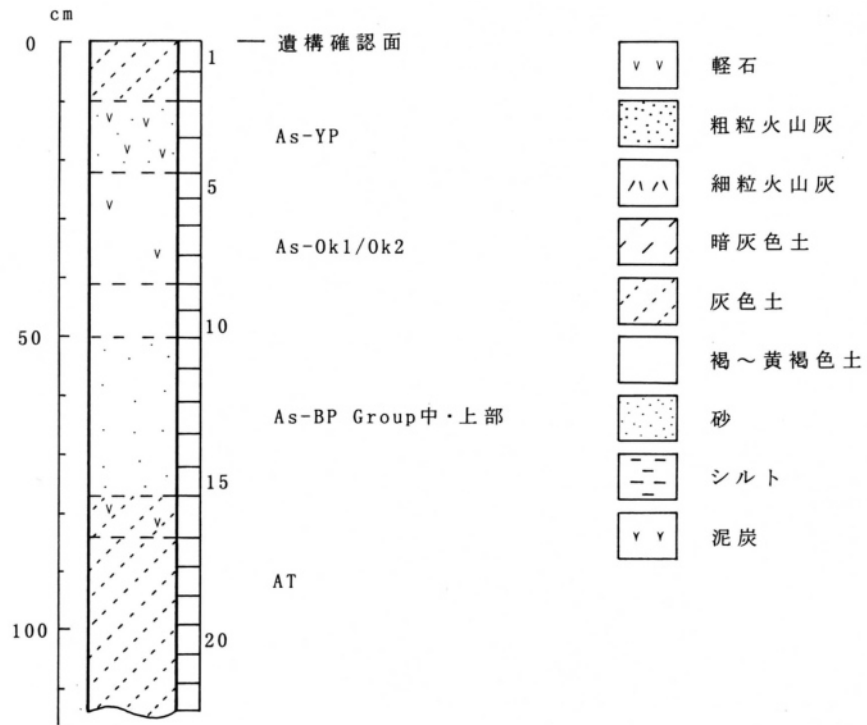 cm
0
50
100
1
5
10
15
20
遺構確認面
As-YP
As-Ok1/Ok2
As-BP Group中・上部
AT
軽石
粗粒火山灰
細粒火山灰
暗灰色土
灰色土
褐~黄褐色土
砂
シルト
泥炭